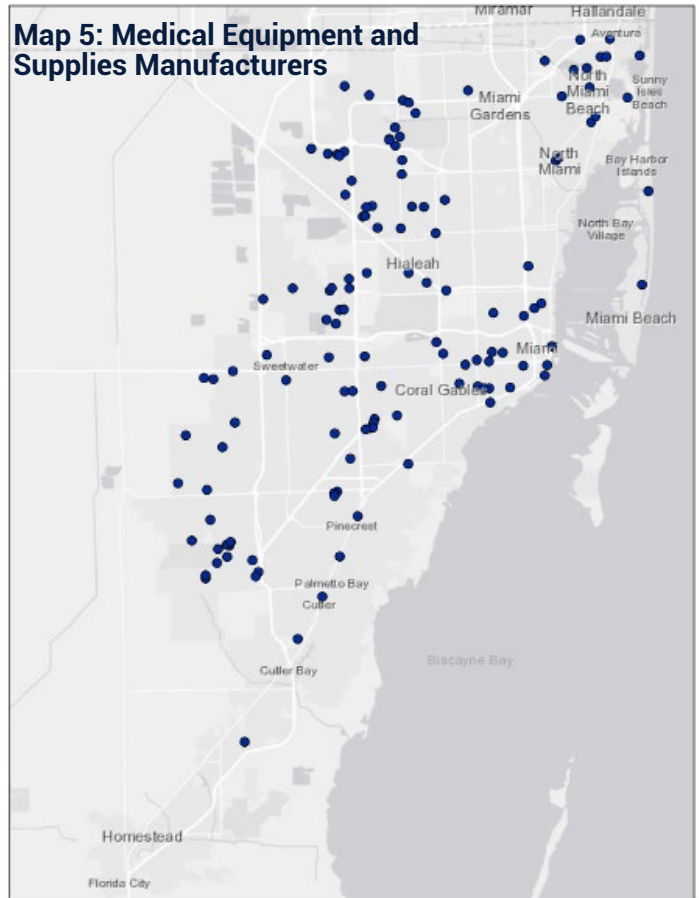 Map 5: Medical Equipment and
Supplies Manufacturers
Miramar
Hallandale
Aventura
North
Miami
Beach
Sunny
Isles
Beach
Miami
Gardens
North
Miami
Bay Harbor
Islands
North Bay
Village
Hialeah
Miami Beach
Miami
Sweetwater
Coral Gables
Pinecrest
Palmetto Bay
Cutler
Biscayne Bay
Cutler Bay
Homestead
Florida City